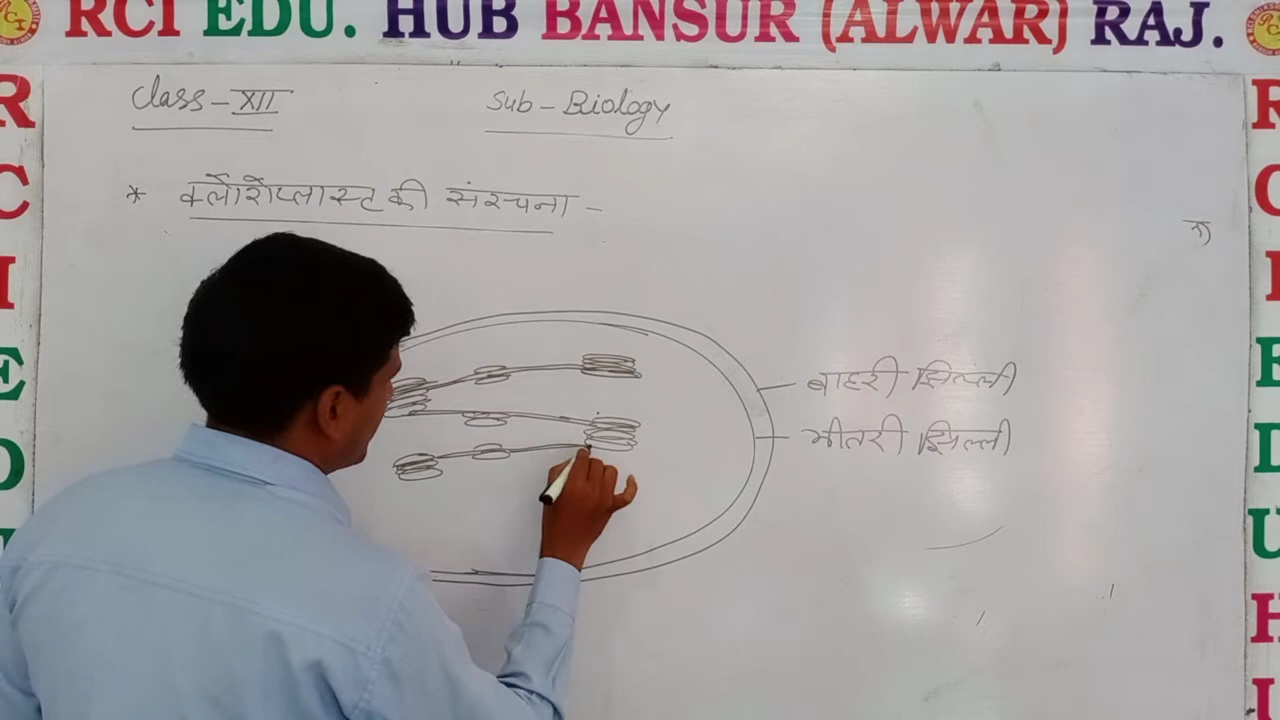 RCI EDU. HUB BANSUR (ALWAR) RAJ.
Class - XII
Sub - Biology
* क्लोरोप्लास्ट की संरचना -
बाहरी झिल्ली
भीतरी झिल्ली
R
C
I
E
D
R
C
I
E
D
U
H
U